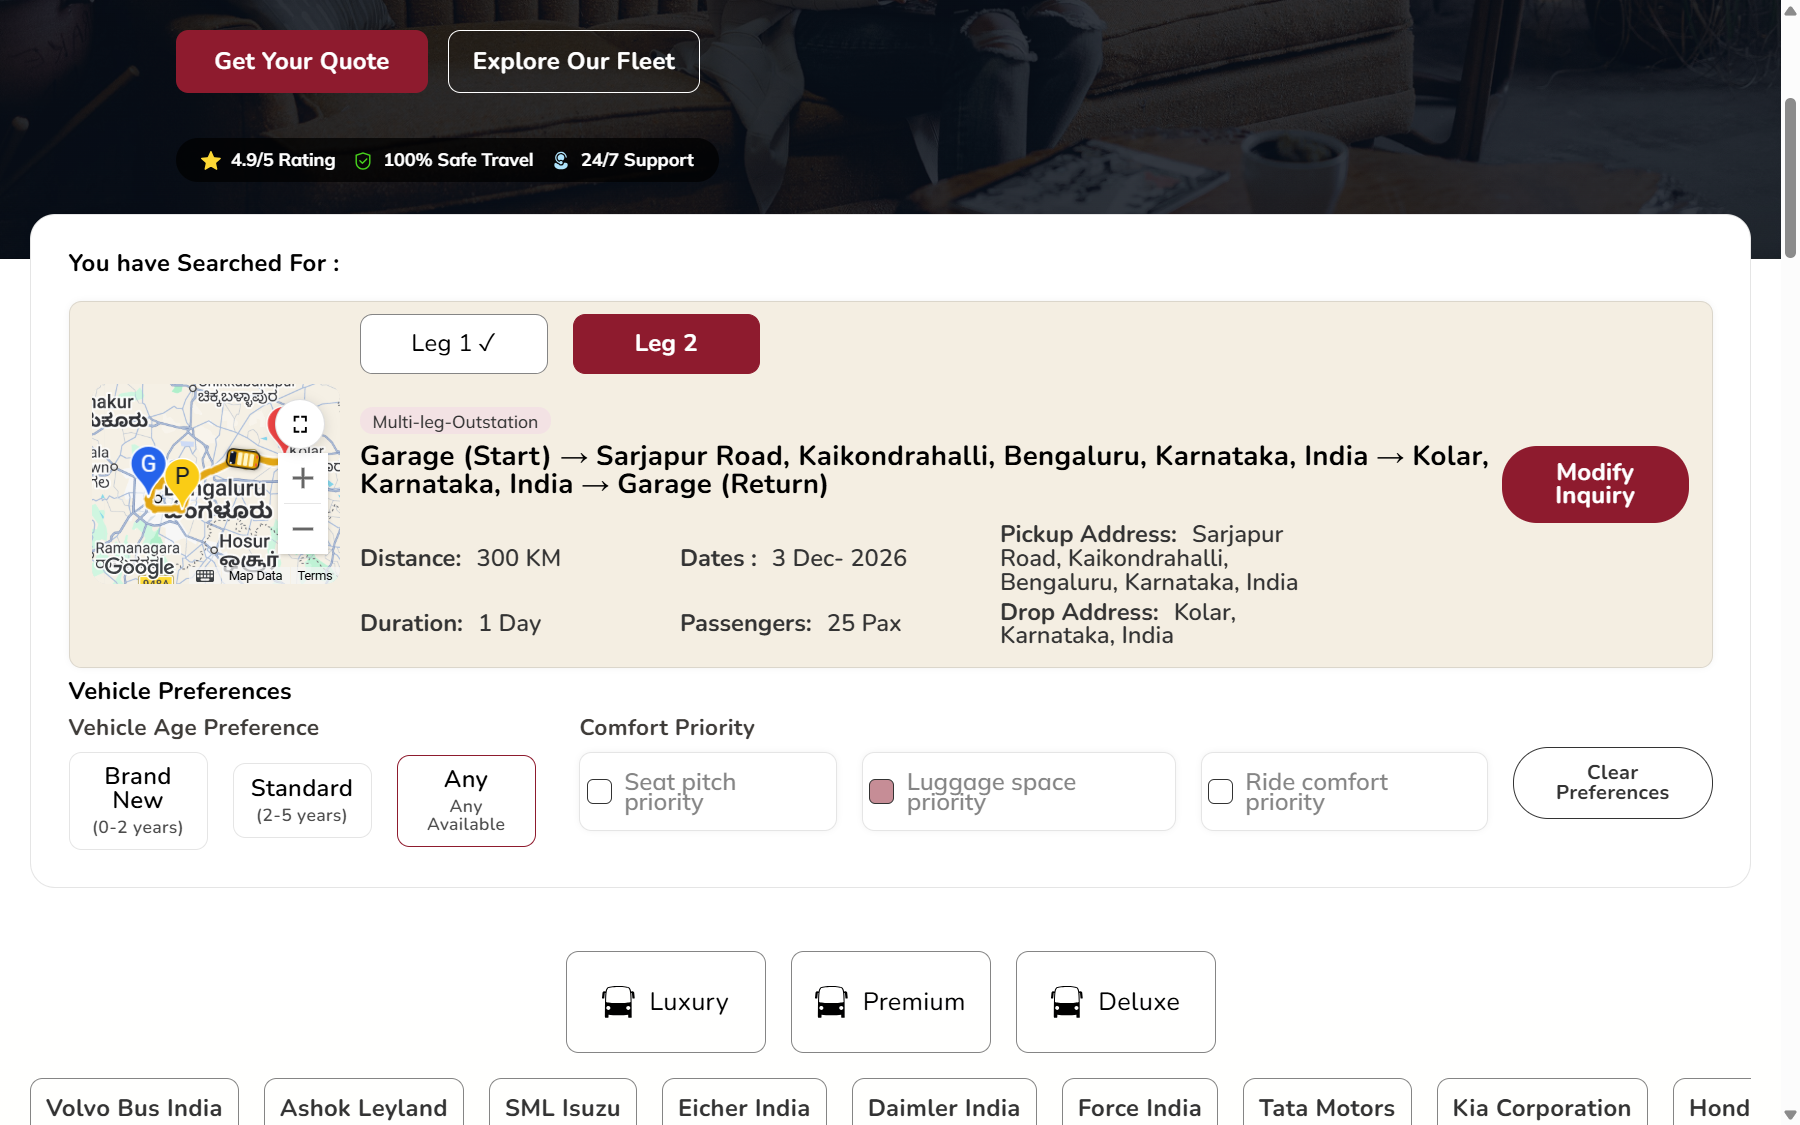 Get Your Quote
Explore Our Fleet
4.9/5 Rating
100% Safe Travel
24/7 Support
You have Searched For :
Leg 1 ✓
Leg 2
Multi-leg-Outstation
Garage (Start) → Sarjapur Road, Kaikondrahalli, Bengaluru, Karnataka, India → Kolar,
Karnataka, India → Garage (Return)
Modify
Inquiry
ಚಿಕ್ಕಬಳ್ಳಾಪುರ
G
P
Hosur
Ramanagara
Google
Map Data
Terms
Distance: 300 KM
Dates : 3 Dec- 2026
Pickup Address: Sarjapur
Road, Kaikondrahalli,
Bengaluru, Karnataka, India
Duration: 1 Day
Passengers: 25 Pax
Drop Address: Kolar,
Karnataka, India
Vehicle Preferences
Vehicle Age Preference
Brand
New
(0-2 years)
Standard
(2-5 years)
Any
Any
Available
Comfort Priority
Seat pitch
priority
Luggage space
priority
Ride comfort
priority
Clear
Preferences
Luxury
Premium
Deluxe
Volvo Bus India
Ashok Leyland
SML Isuzu
Eicher India
Daimler India
Force India
Tata Motors
Kia Corporation
Hond